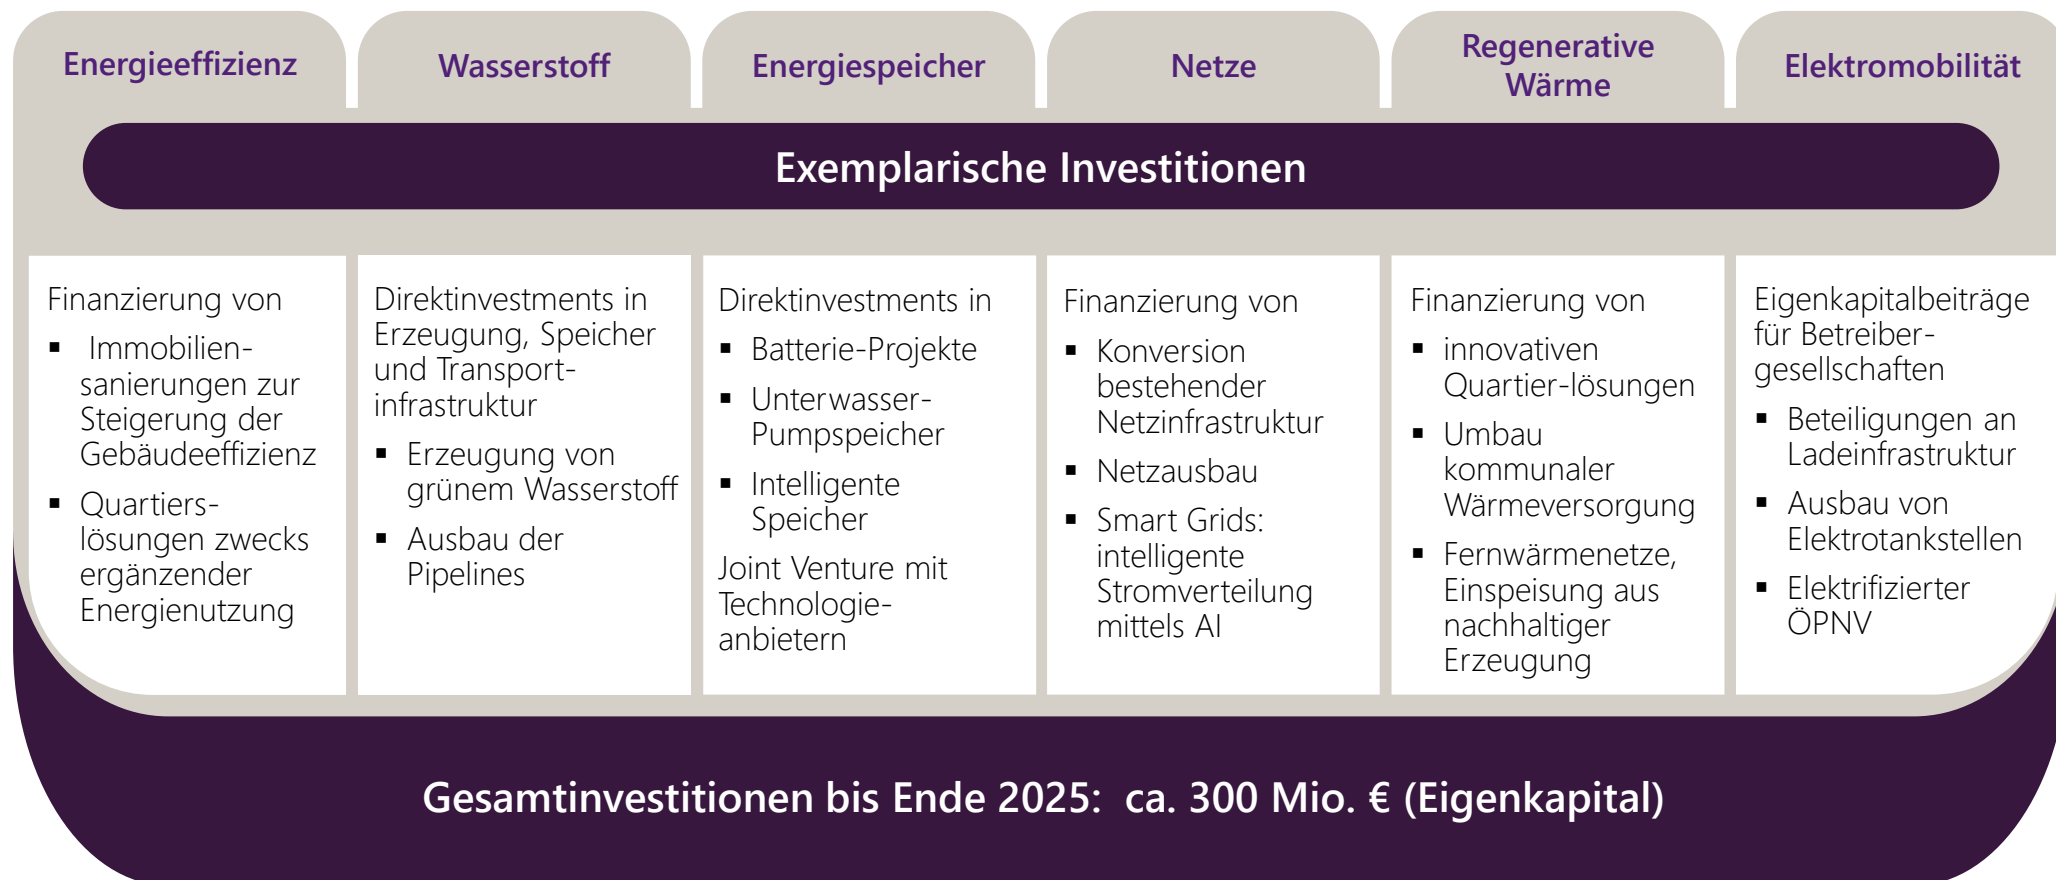 Energieeffizienz
Wasserstoff
Energiespeicher
Netze
Regenerative
Wärme
Elektromobilität
Exemplarische Investitionen
Finanzierung von
▪ Immobilien-
sanierungen zur
Steigerung der
Gebäudeeffizienz
▪ Quartiers-
lösungen zwecks
ergänzender
Energienutzung
Direktinvestments in
Erzeugung, Speicher
und Transport-
infrastruktur
▪ Erzeugung von
grünem Wasserstoff
▪ Ausbau der
Pipelines
Direktinvestments in
▪ Batterie-Projekte
▪ Unterwasser-
Pumpspeicher
▪ Intelligente
Speicher
Joint Venture mit
Technologie-
anbietern
Finanzierung von
▪ Konversion
bestehender
Netzinfrastruktur
▪ Netzausbau
▪ Smart Grids:
intelligente
Stromverteilung
mittels AI
Finanzierung von
▪ innovativen
Quartier-lösungen
▪ Umbau
kommunaler
Wärmeversorgung
▪ Fernwärmenetze,
Einspeisung aus
nachhaltiger
Erzeugung
Eigenkapitalbeiträge
für Betreiber-
gesellschaften
▪ Beteiligungen an
Ladeinfrastruktur
▪ Ausbau von
Elektrotankstellen
▪ Elektrifizierter
ÖPNV
Gesamtinvestitionen bis Ende 2025: ca. 300 Mio. € (Eigenkapital)